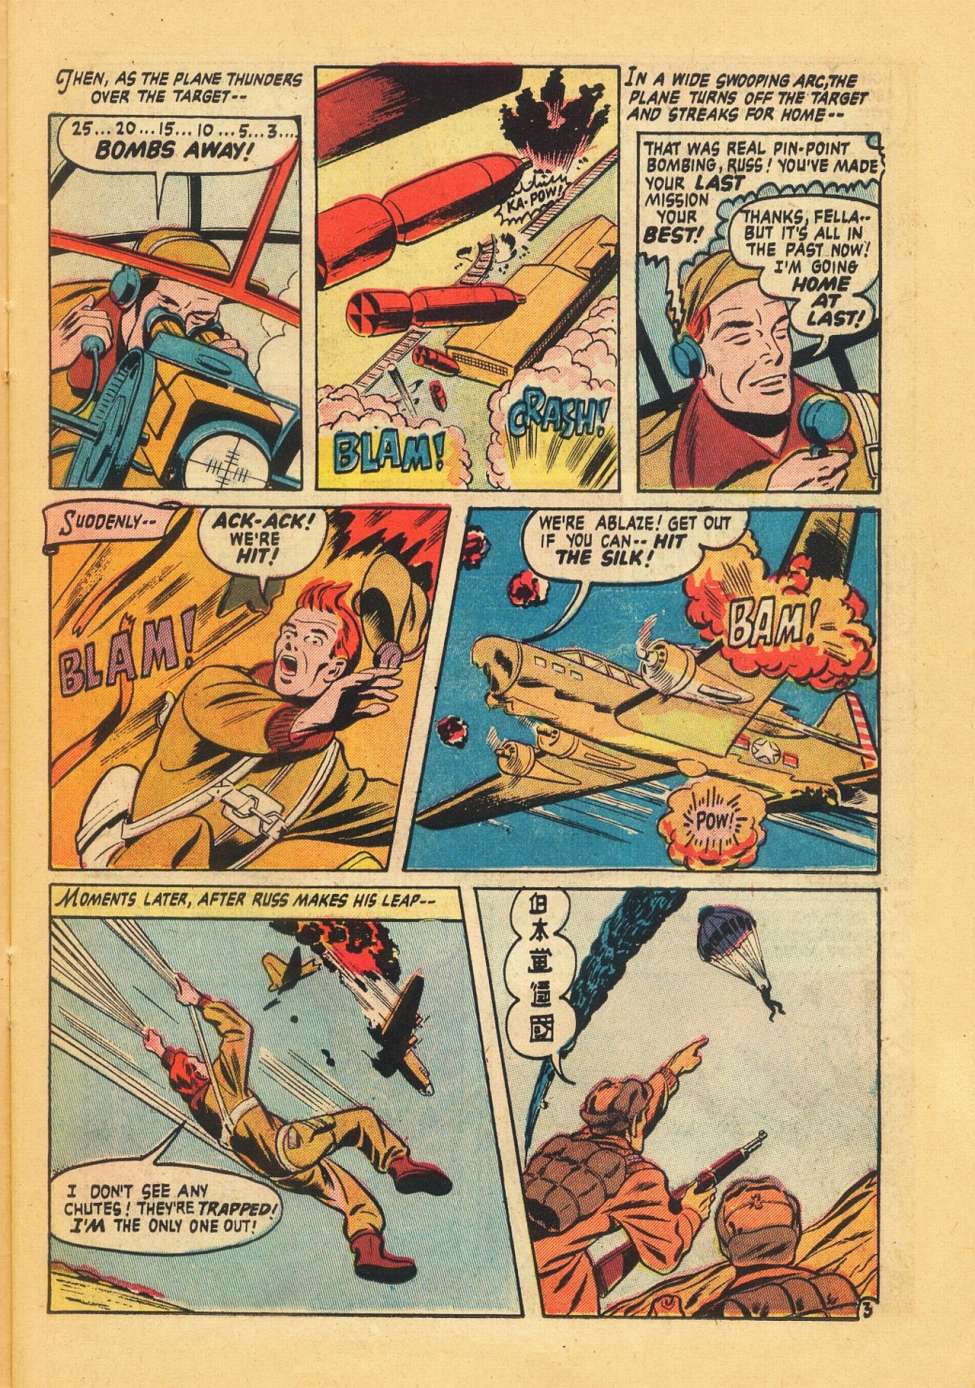 THEN, AS THE PLANE THUNDERS
OVER THE TARGET--
25...20...15...10...5...3....
BOMBS AWAY!
KA-POW!
BLAM!
CRASH!
IN A WIDE SWOOPING ARC, THE
PLANE TURNS OFF THE TARGET
AND STREAKS FOR HOME--
THAT WAS REAL PIN-POINT
BOMBING, RUSS! YOU'VE MADE
YOUR LAST
MISSION
YOUR
BEST!
THANKS, FELLA--
BUT IT'S ALL IN
THE PAST NOW!
I'M GOING
HOME
AT
LAST!
SUDDENLY--
ACK-ACK!
WE'RE
HIT!
BLAM!
WE'RE ABLAZE! GET OUT
IF YOU CAN-- HIT
THE SILK!
BAM!
POW!
MOMENTS LATER, AFTER RUSS MAKES HIS LEAP--
I DON'T SEE ANY
CHUTES! THEY'RE TRAPPED!
I'M THE ONLY ONE OUT!
本
3